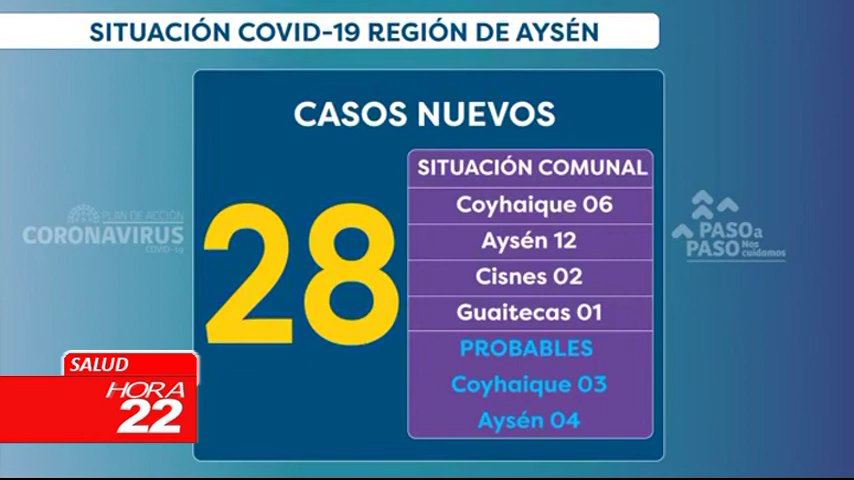 SITUACIÓN COVID-19 REGIÓN DE AYSÉN
CASOS NUEVOS
28
SITUACIÓN COMUNAL
Coyhaique 06
Aysén 12
Cisnes 02
Guaitecas 01
PROBABLES
Coyhaique 03
Aysén 04
PLAN DE ACCIÓN
CORONAVIRUS
COVID-19
PASO a
PASO Nos
cuidamos
SALUD
HORA
22